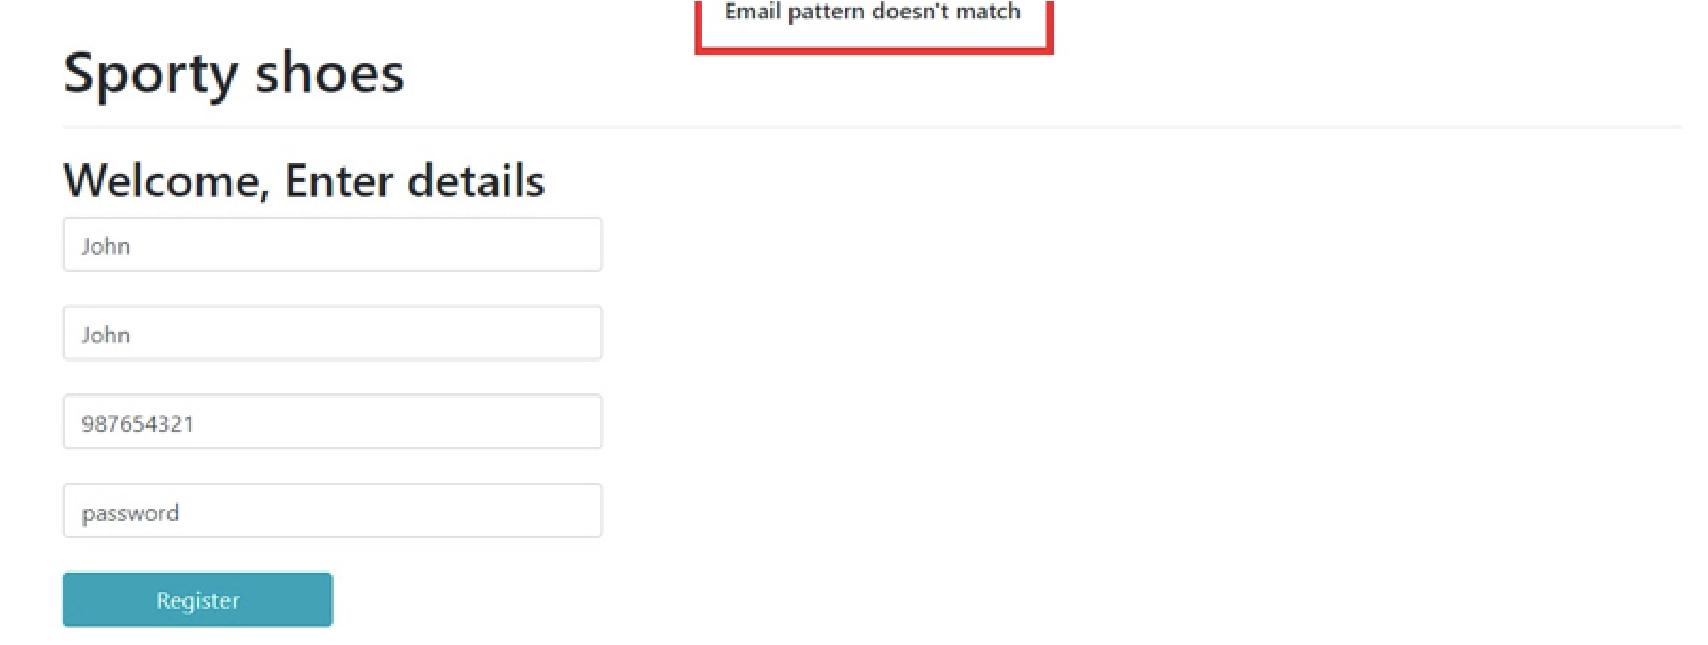 Email pattern doesn't match
Sporty shoes
Welcome, Enter details
John
John
987654321
password
Register